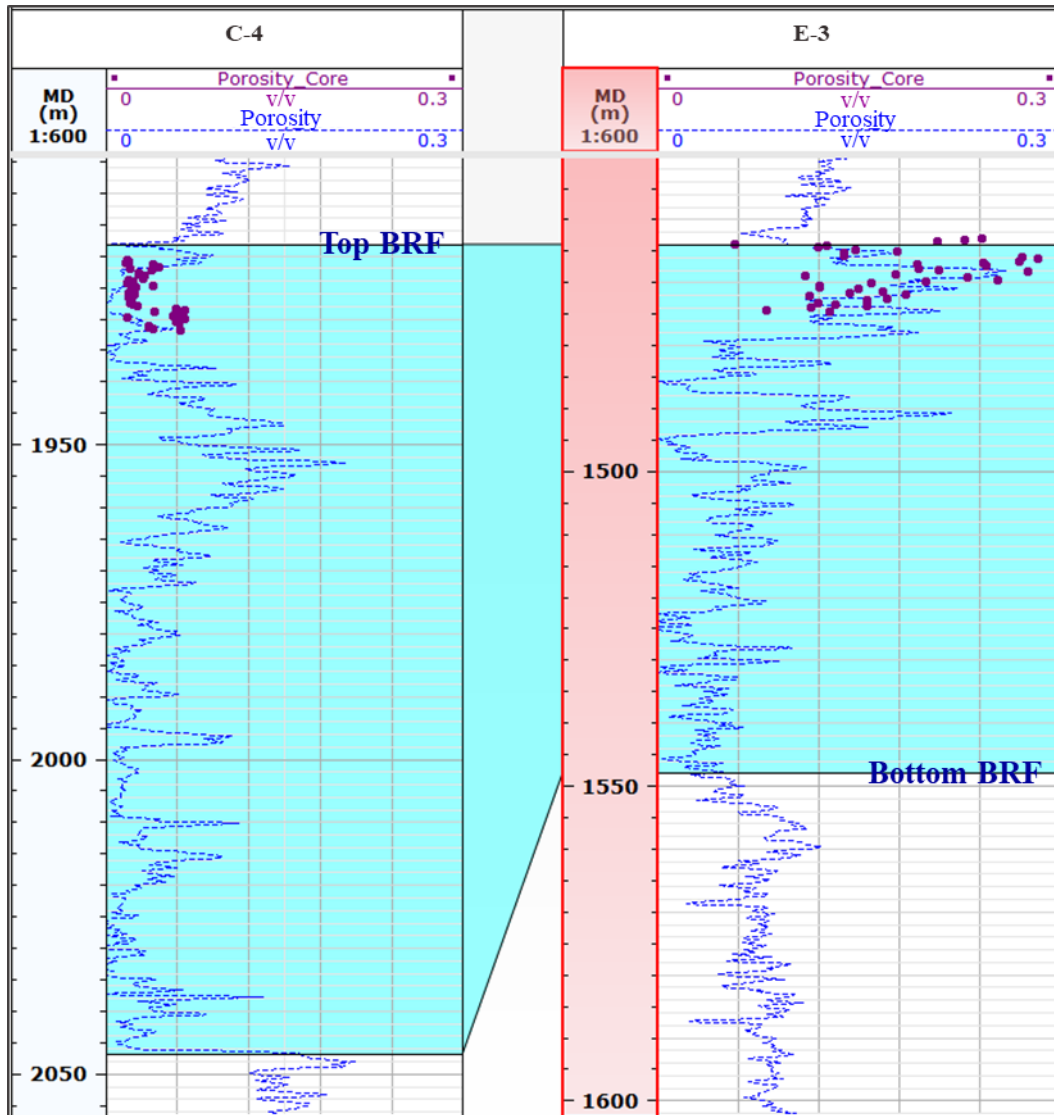 C-4
E-3
MD
(m)
1:600
Porosity_Core
0 v/v 0.3
Porosity
0 v/v 0.3
MD
(m)
1:600
Porosity_Core
0 v/v 0.3
Porosity
0 v/v 0.3
Top BRF
1950
1500
2000
1550
Bottom BRF
2050
1600